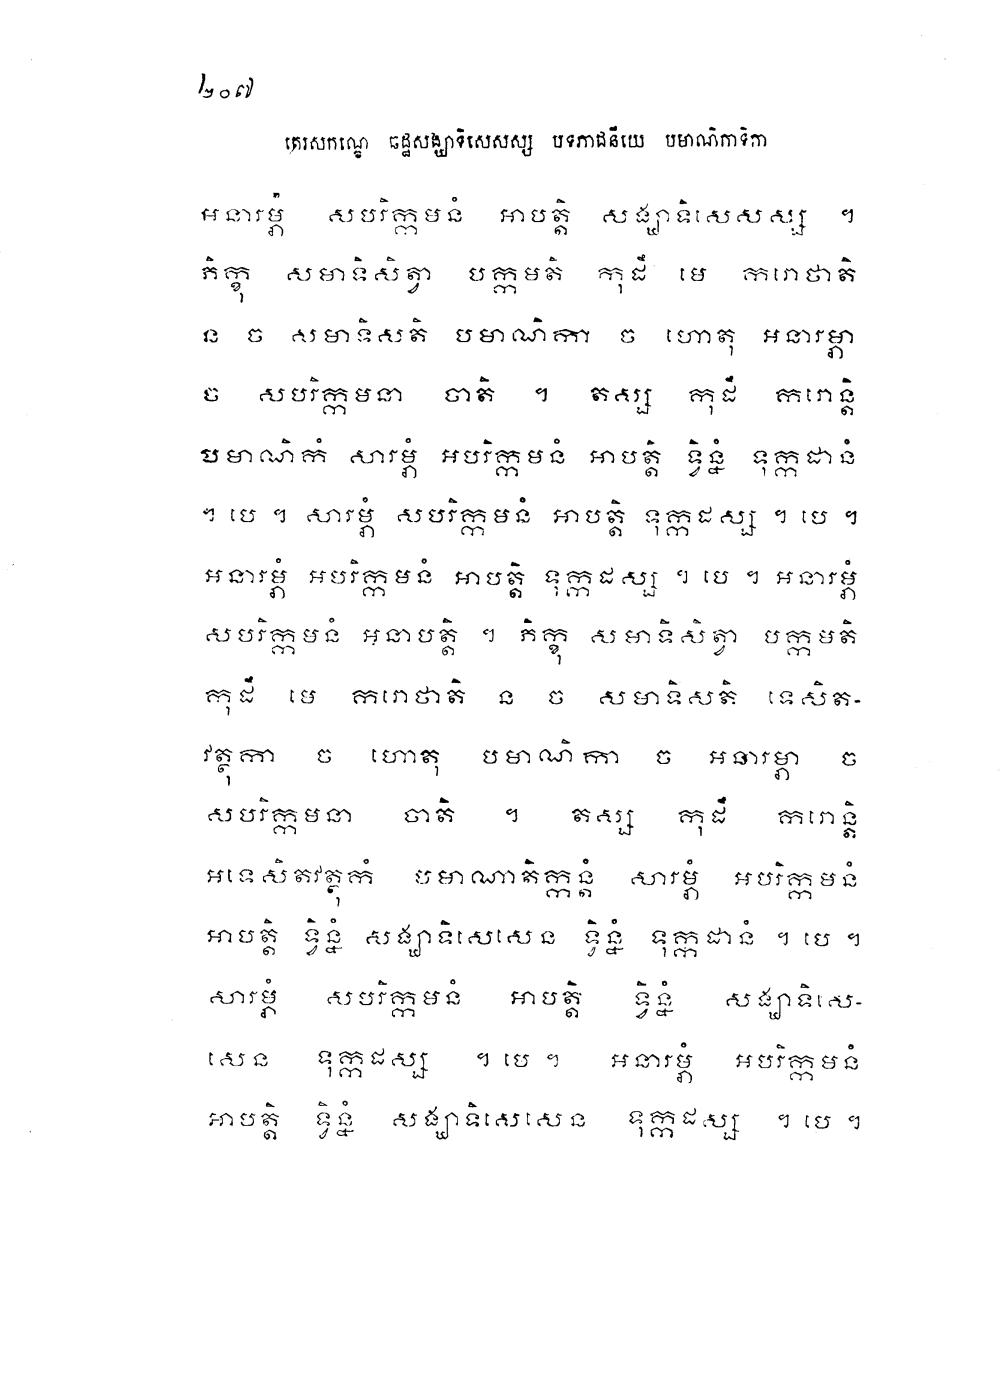 ២០៧
តេរសកណ្ឌេ ឆដ្ឋសង្ឃាទិសេសស្ស បទភាជនីយេ បមាណិកាទិកា
អនារម្ភំ សបរិក្កមនំ អាបត្តិ សង្ឃាទិសេសស្ស ។
ភិក្ខុ សមាទិសិត្វា បក្កមតិ កុដឹ មេ ករោថាតិ
ន ច សមាទិសតិ បមាណិកា ច ហោតុ អនារម្ភា
ច សបរិក្កមនា ចាតិ ។ តស្ស កុដឹ ករោន្តិ
បមាណិកំ សារម្ភំ អបរិក្កមនំ អាបត្តិ ទ្វិន្នំ ទុក្កដានំ
។ បេ ។ សារម្ភំ សបរិក្កមនំ អាបត្តិ ទុក្កដស្ស ។ បេ ។
អនារម្ភំ អបរិក្កមនំ អាបត្តិ ទុក្កដស្ស ។ បេ ។ អនារម្ភំ
សបរិក្កមនំ អនាបត្តិ ។ ភិក្ខុ សមាទិសិត្វា បក្កមតិ
កុដឹ មេ ករោថាតិ ន ច សមាទិសតិ ទេសិត-
វត្ថុកា ច ហោតុ បមាណិកា ច អនារម្ភា ច
សបរិក្កមនា ចាតិ ។ តស្ស កុដឹ ករោន្តិ
អទេសិតវត្ថុកំ បមាណាតិក្កន្តំ សារម្ភំ អបរិក្កមនំ
អាបត្តិ ទ្វិន្នំ សង្ឃាទិសេសេន ទ្វិន្នំ ទុក្កដានំ ។ បេ ។
សារម្ភំ សបរិក្កមនំ អាបត្តិ ទ្វិន្នំ សង្ឃាទិសេ-
សេន ទុក្កដស្ស ។ បេ ។ អនារម្ភំ អបរិក្កមនំ
អាបត្តិ ទ្វិន្នំ សង្ឃាទិសេសេន ទុក្កដស្ស ។ បេ ។